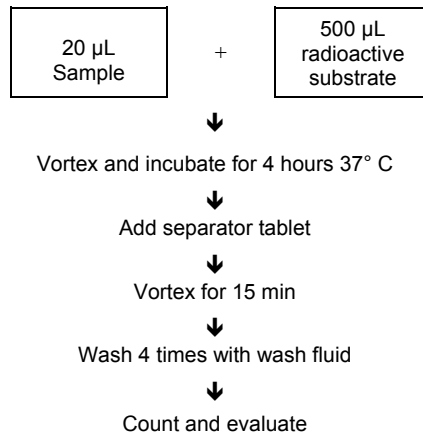 20 µL
Sample
+
500 µL
radioactive
substrate
Vortex and incubate for 4 hours 37° C
Add separator tablet
Vortex for 15 min
Wash 4 times with wash fluid
Count and evaluate